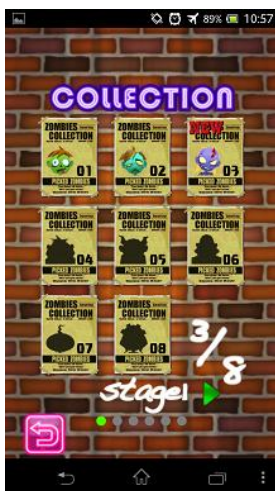 89% 10:57
COLLECTION
ZOMBIES ZOMBIES NEW
COLLECTION COLLECTION COLLECTION
01 02 03
PICKED ZOMBIES PICKED ZOMBIES PICKED ZOMBIES
ZOMBIES ZOMBIES ZOMBIES
COLLECTION COLLECTION COLLECTION
04 05 06
PICKED ZOMBIES PICKED ZOMBIES PICKED ZOMBIES
ZOMBIES ZOMBIES
COLLECTION COLLECTION
07 08
PICKED ZOMBIES PICKED ZOMBIES
3/8
stage1